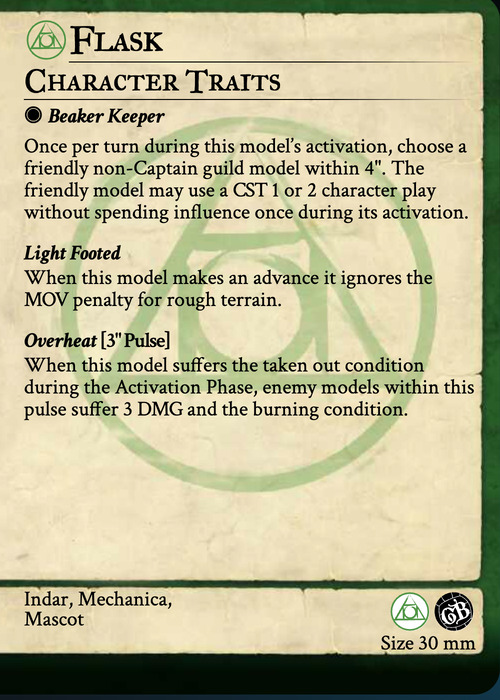 Flask
Character Traits
Beaker Keeper
Once per turn during this model's activation, choose a
friendly non-Captain guild model within 4". The
friendly model may use a CST 1 or 2 character play
without spending influence once during its activation.
Light Footed
When this model makes an advance it ignores the
MOV penalty for rough terrain.
Overheat [3" Pulse]
When this model suffers the taken out condition
during the Activation Phase, enemy models within this
pulse suffer 3 DMG and the burning condition.
Indar, Mechanica,
Mascot
GB
Size 30 mm